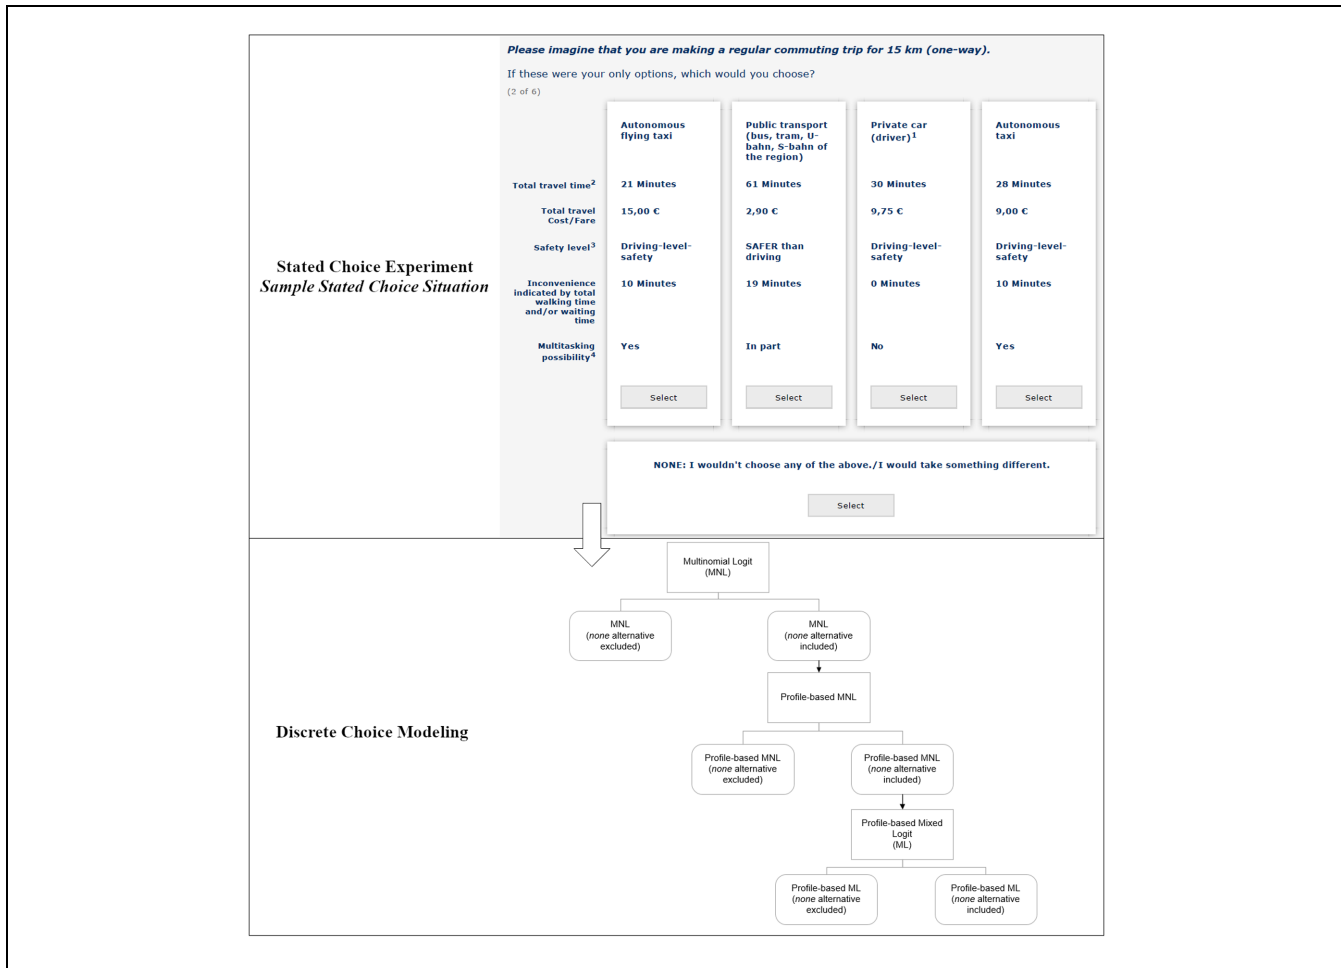 Please imagine that you are making a regular commuting trip for 15 km (one-way).
If these were your only options, which would you choose?
(2 of 6)
Autonomous
flying taxi
Public transport
(bus, tram, U-
bahn, S-bahn of
the region)
Private car
(driver)1
Autonomous
taxi
Total travel time2
21 Minutes
61 Minutes
30 Minutes
28 Minutes
Total travel
Cost/Fare
15,00 €
2,90 €
9,75 €
9,00 €
Safety level3
Driving-level-
safety
SAFER than
driving
Driving-level-
safety
Driving-level-
safety
Stated Choice Experiment
Sample Stated Choice Situation
Inconvenience
indicated by total
walking time
and/or waiting
time
10 Minutes
19 Minutes
0 Minutes
10 Minutes
Multitasking
possibility4
Yes
In part
No
Yes
Select
Select
Select
Select
NONE: I wouldn't choose any of the above./I would take something different.
Select
Multinomial Logit
(MNL)
MNL
(none alternative
excluded)
MNL
(none alternative
included)
Profile-based MNL
Discrete Choice Modeling
Profile-based MNL
(none alternative
excluded)
Profile-based MNL
(none alternative
included)
Profile-based Mixed
Logit
(ML)
Profile-based ML
(none alternative
excluded)
Profile-based ML
(none alternative
included)